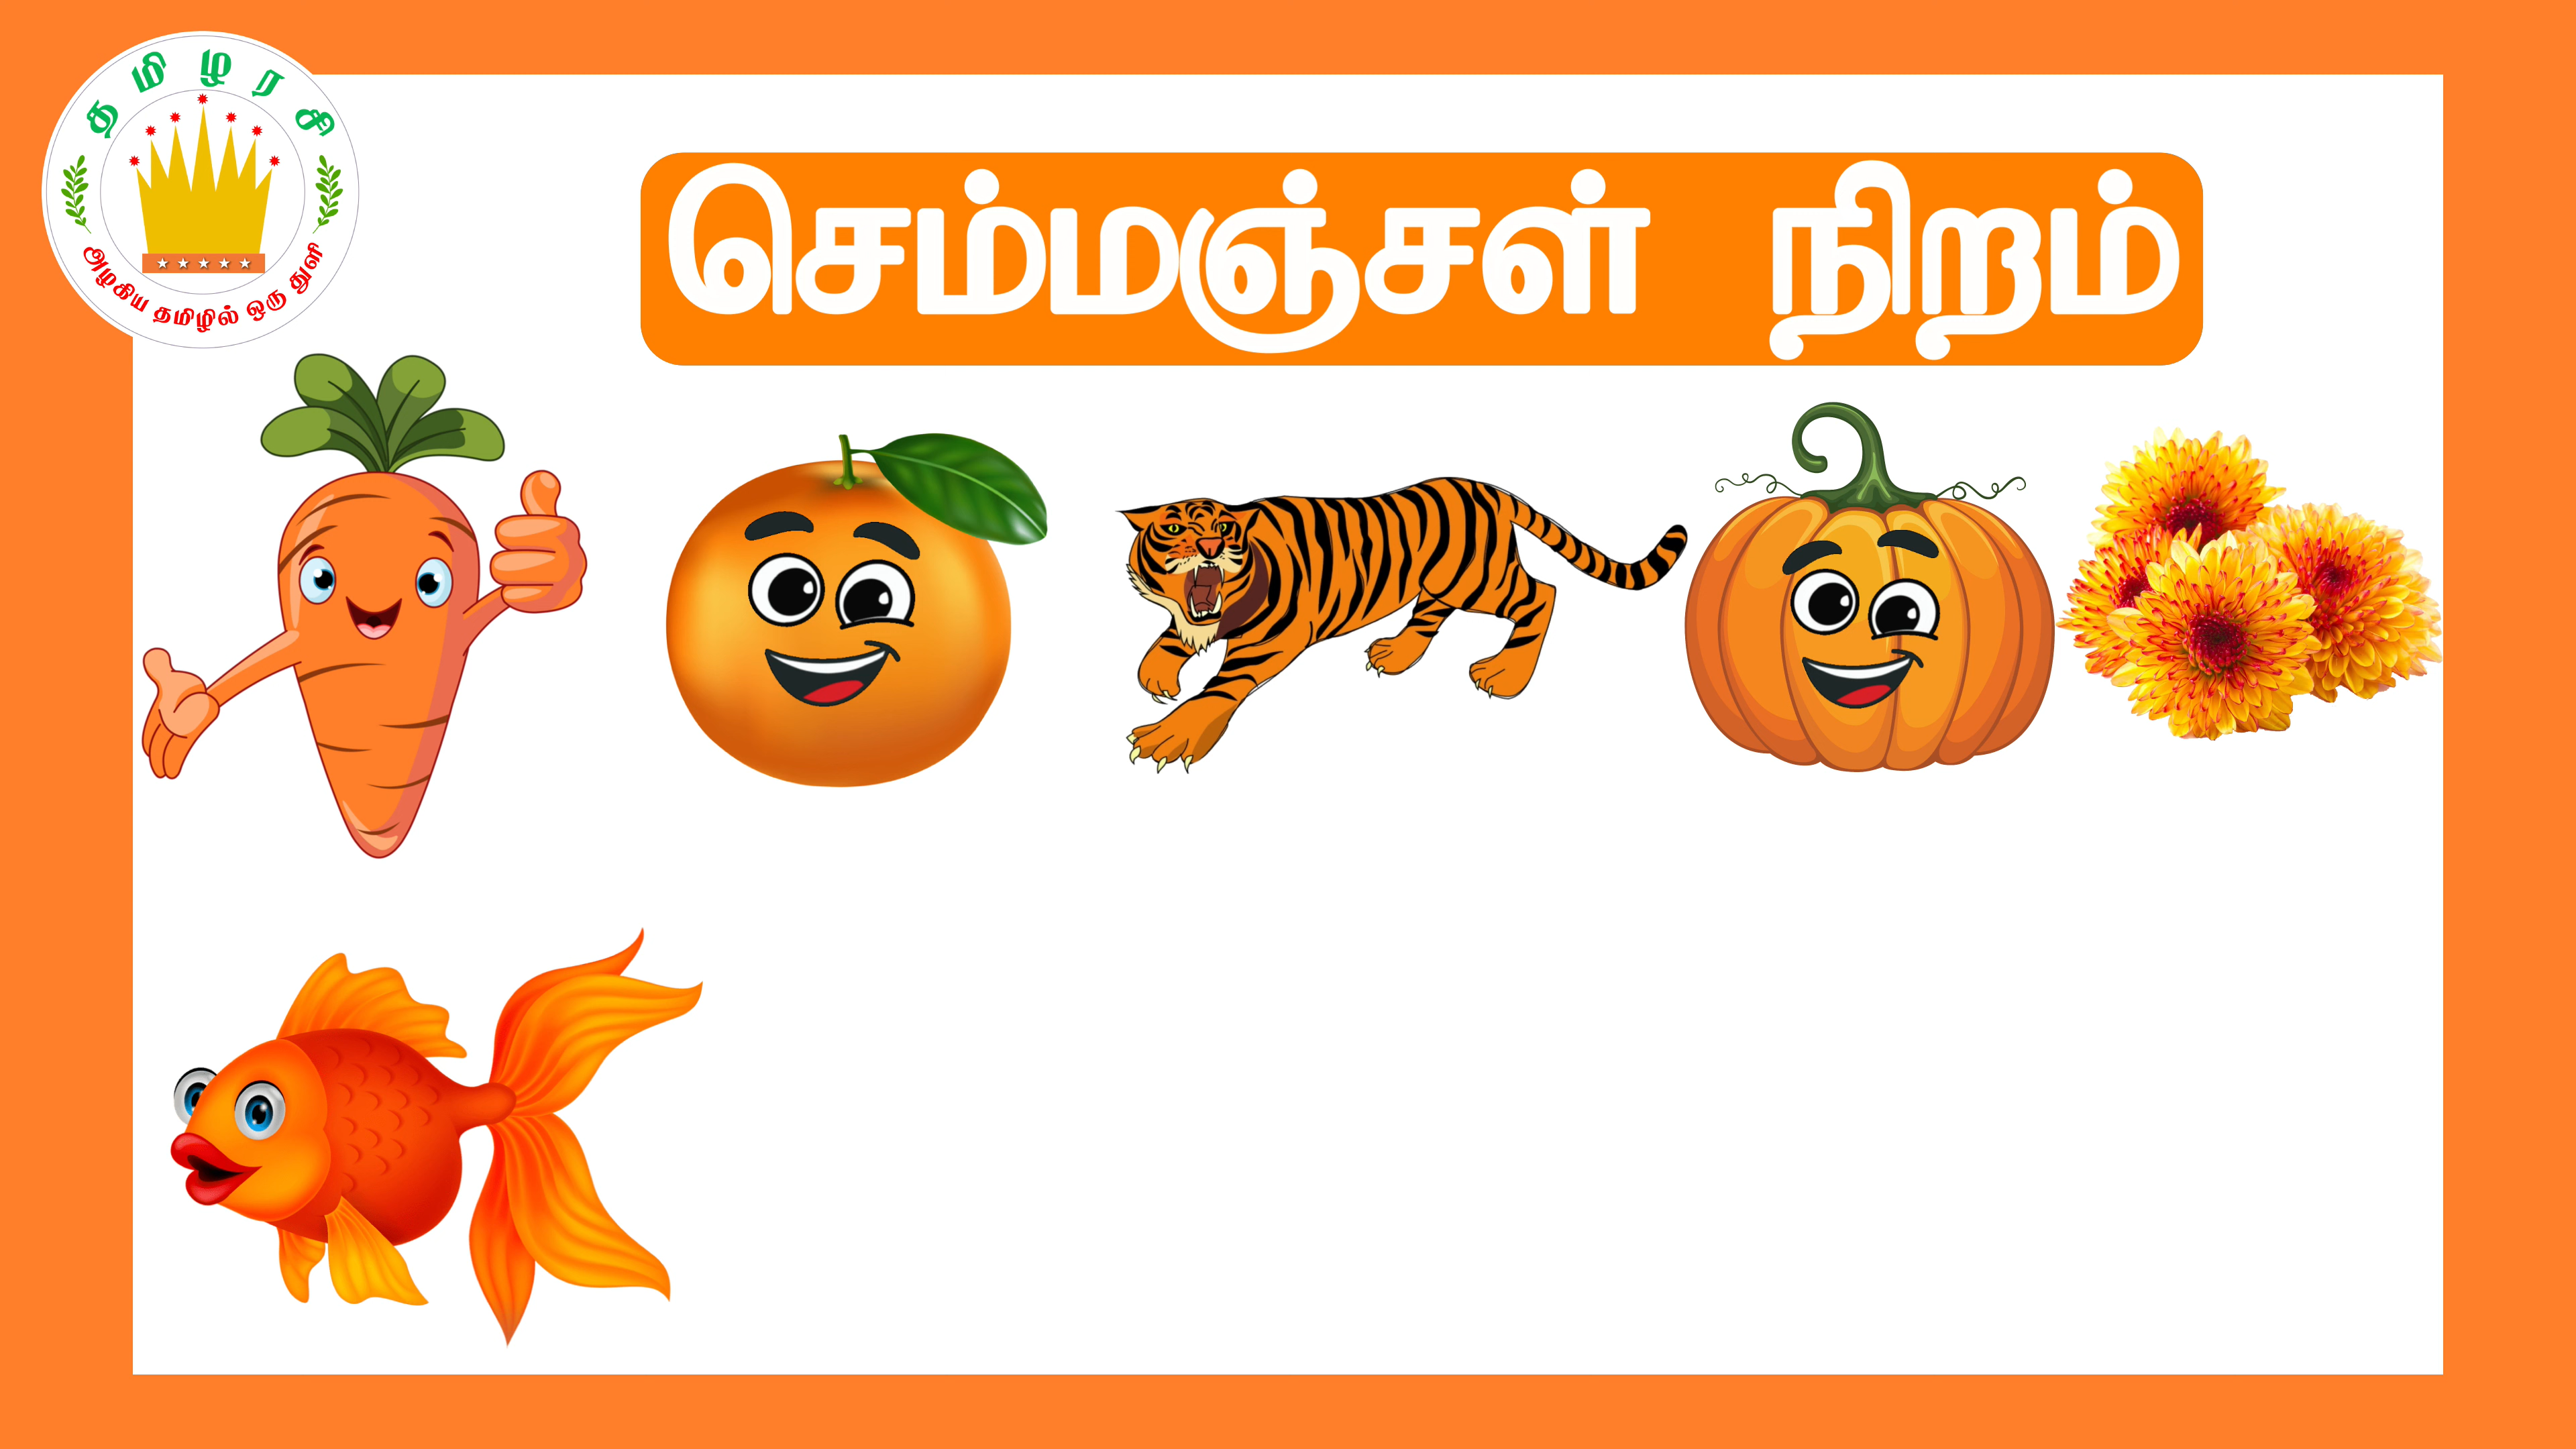 தமிழரசி
அழகிய தமிழில் ஒரு துளி
செம்மஞ்சள் நிறம்